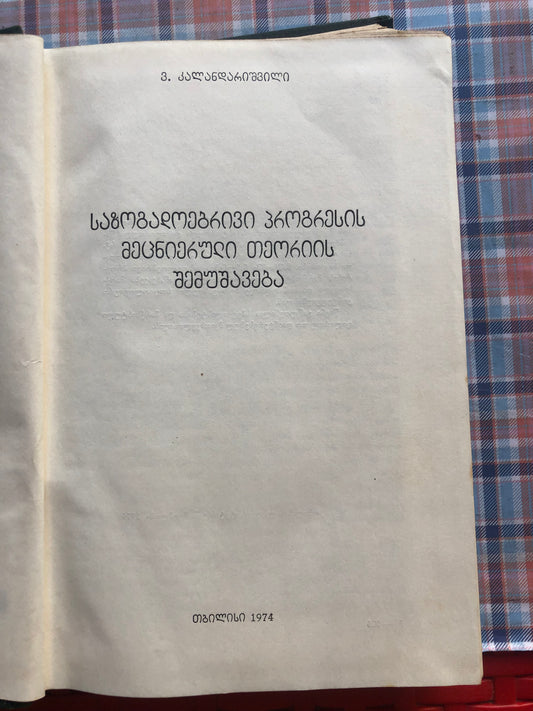 ვ. კალანდარიშვილი
საზოგადოებრივი პროგრესის
მეცნიერული თეორიის
შემუშავება
თბილისი 1974